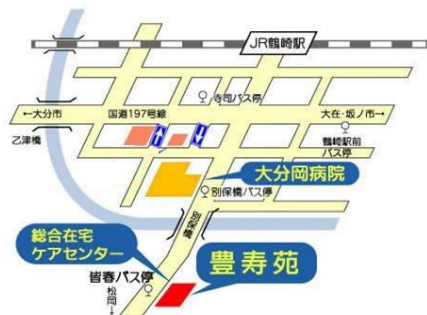 JR鶴崎駅
寺司バス停
←大分市
国道197号線
大在・坂ノ市→
乙津橋
鶴崎駅前
バス停
大分岡病院
別保橋バス停
別保橋
総合在宅
ケアセンター
豊寿苑
皆春バス停
松岡↓